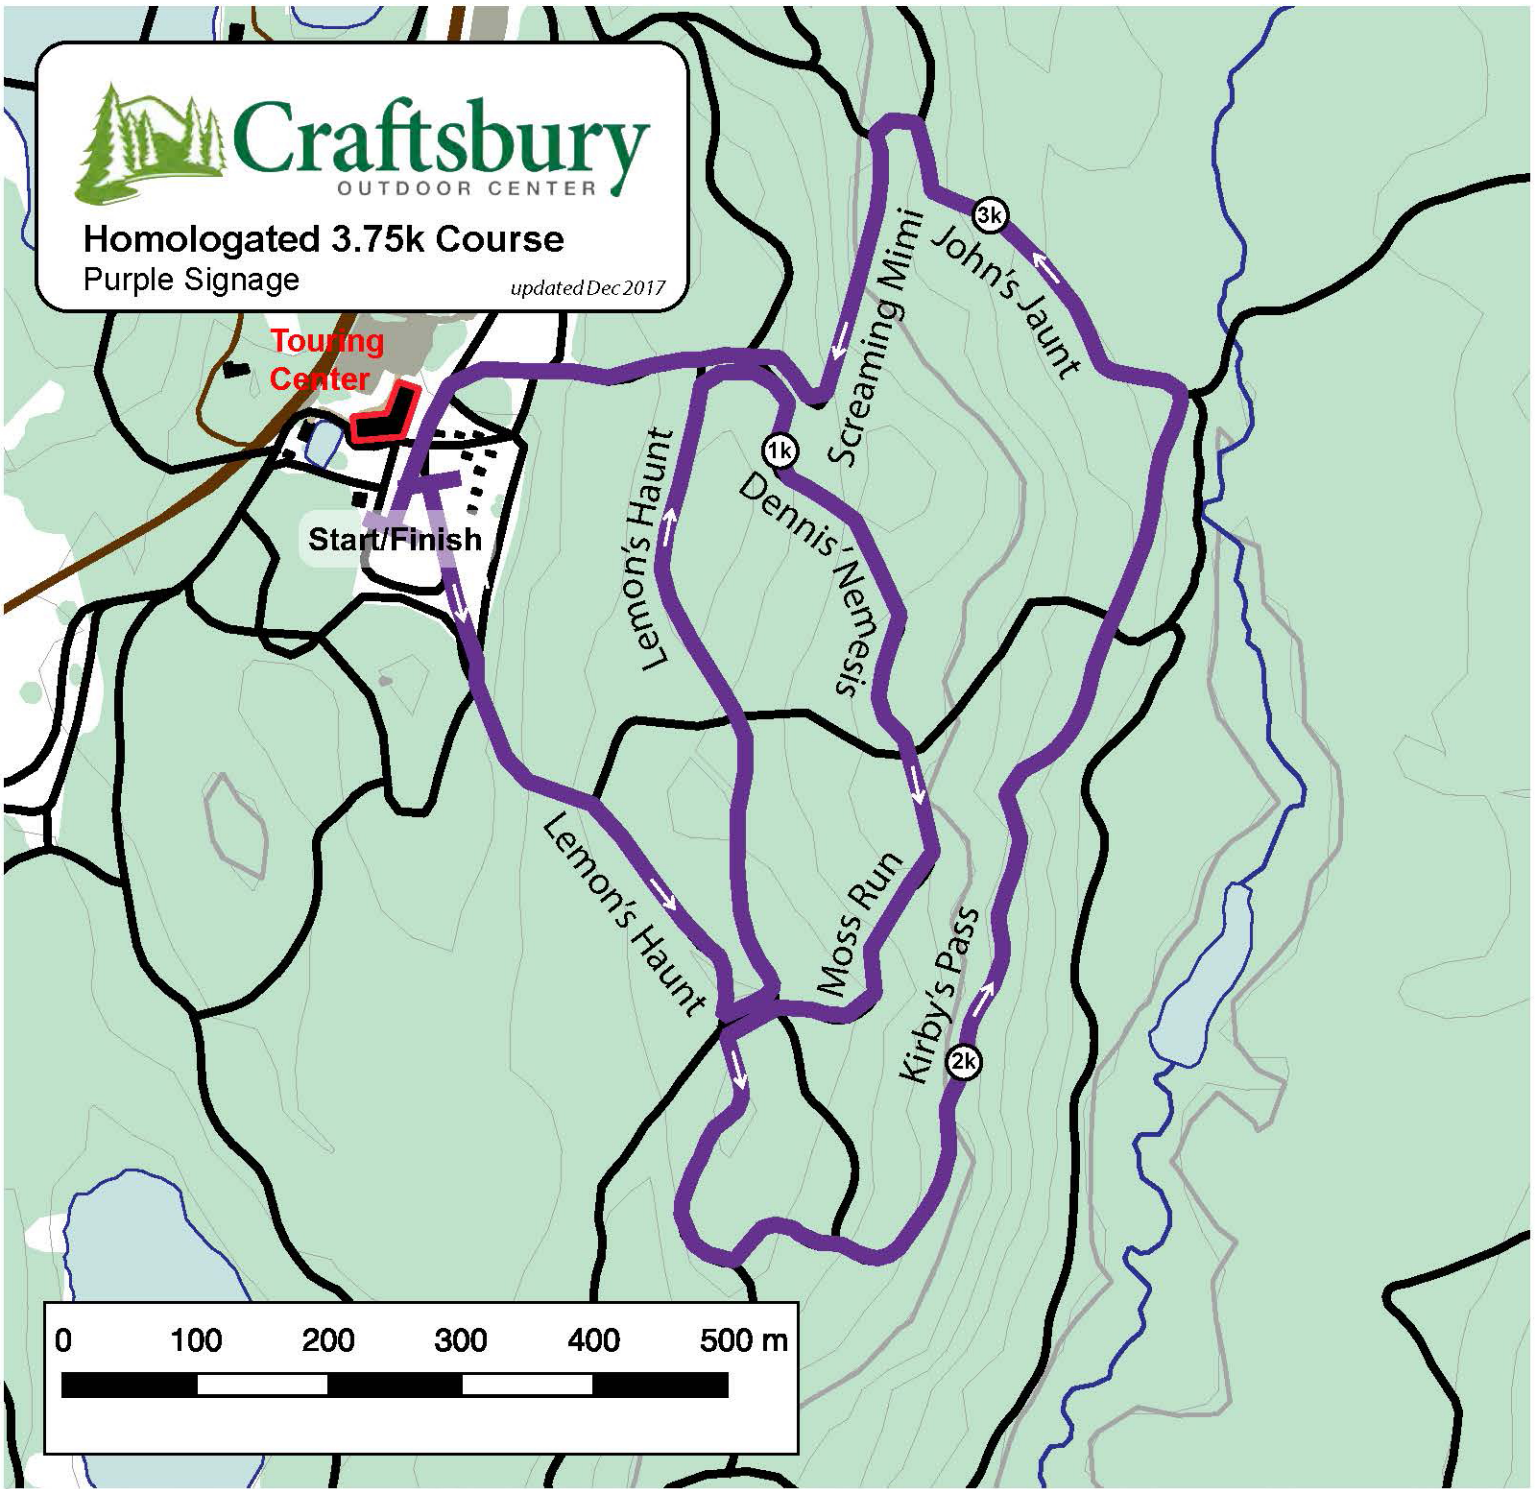 Craftsbury
OUTDOOR CENTER
Homologated 3.75k Course
Purple Signage
updated Dec 2017
Touring
Center
Start/Finish
3k
John's Jaunt
Screaming Mimi
1k
Dennis' Nemesis
Lemon's Haunt
Lemon's Haunt
Moss Run
Kirby's Pass
2k
0 100 200 300 400 500 m